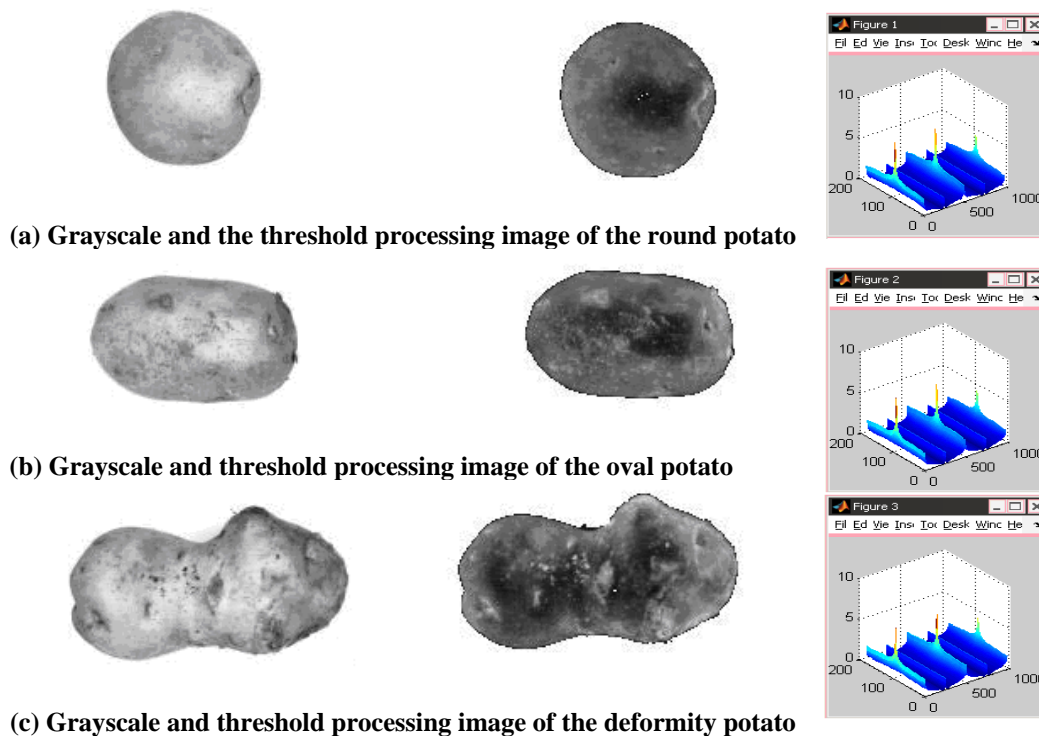 Figure 1
Fil Ed Vie Ins Toc Desk Winc He
10
5
0
200
100
0 0
500
1000
(a) Grayscale and the threshold processing image of the round potato
Figure 2
Fil Ed Vie Ins Toc Desk Winc He
10
5
0
200
100
0 0
500
1000
(b) Grayscale and threshold processing image of the oval potato
Figure 3
Fil Ed Vie Ins Toc Desk Winc He
10
5
0
200
100
0 0
500
1000
(c) Grayscale and threshold processing image of the deformity potato